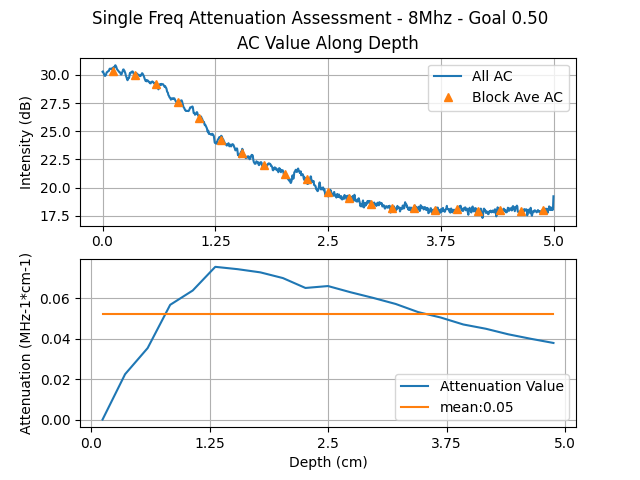 Single Freq Attenuation Assessment - 8Mhz - Goal 0.50
AC Value Along Depth
Intensity (dB)
30.0
27.5
25.0
22.5
20.0
17.5
All AC
Block Ave AC
0.0 1.25 2.5 3.75 5.0
Attenuation (MHz-1*cm-1)
0.06
0.04
0.02
0.00
Attenuation Value
mean:0.05
0.0 1.25 2.5 3.75 5.0
Depth (cm)